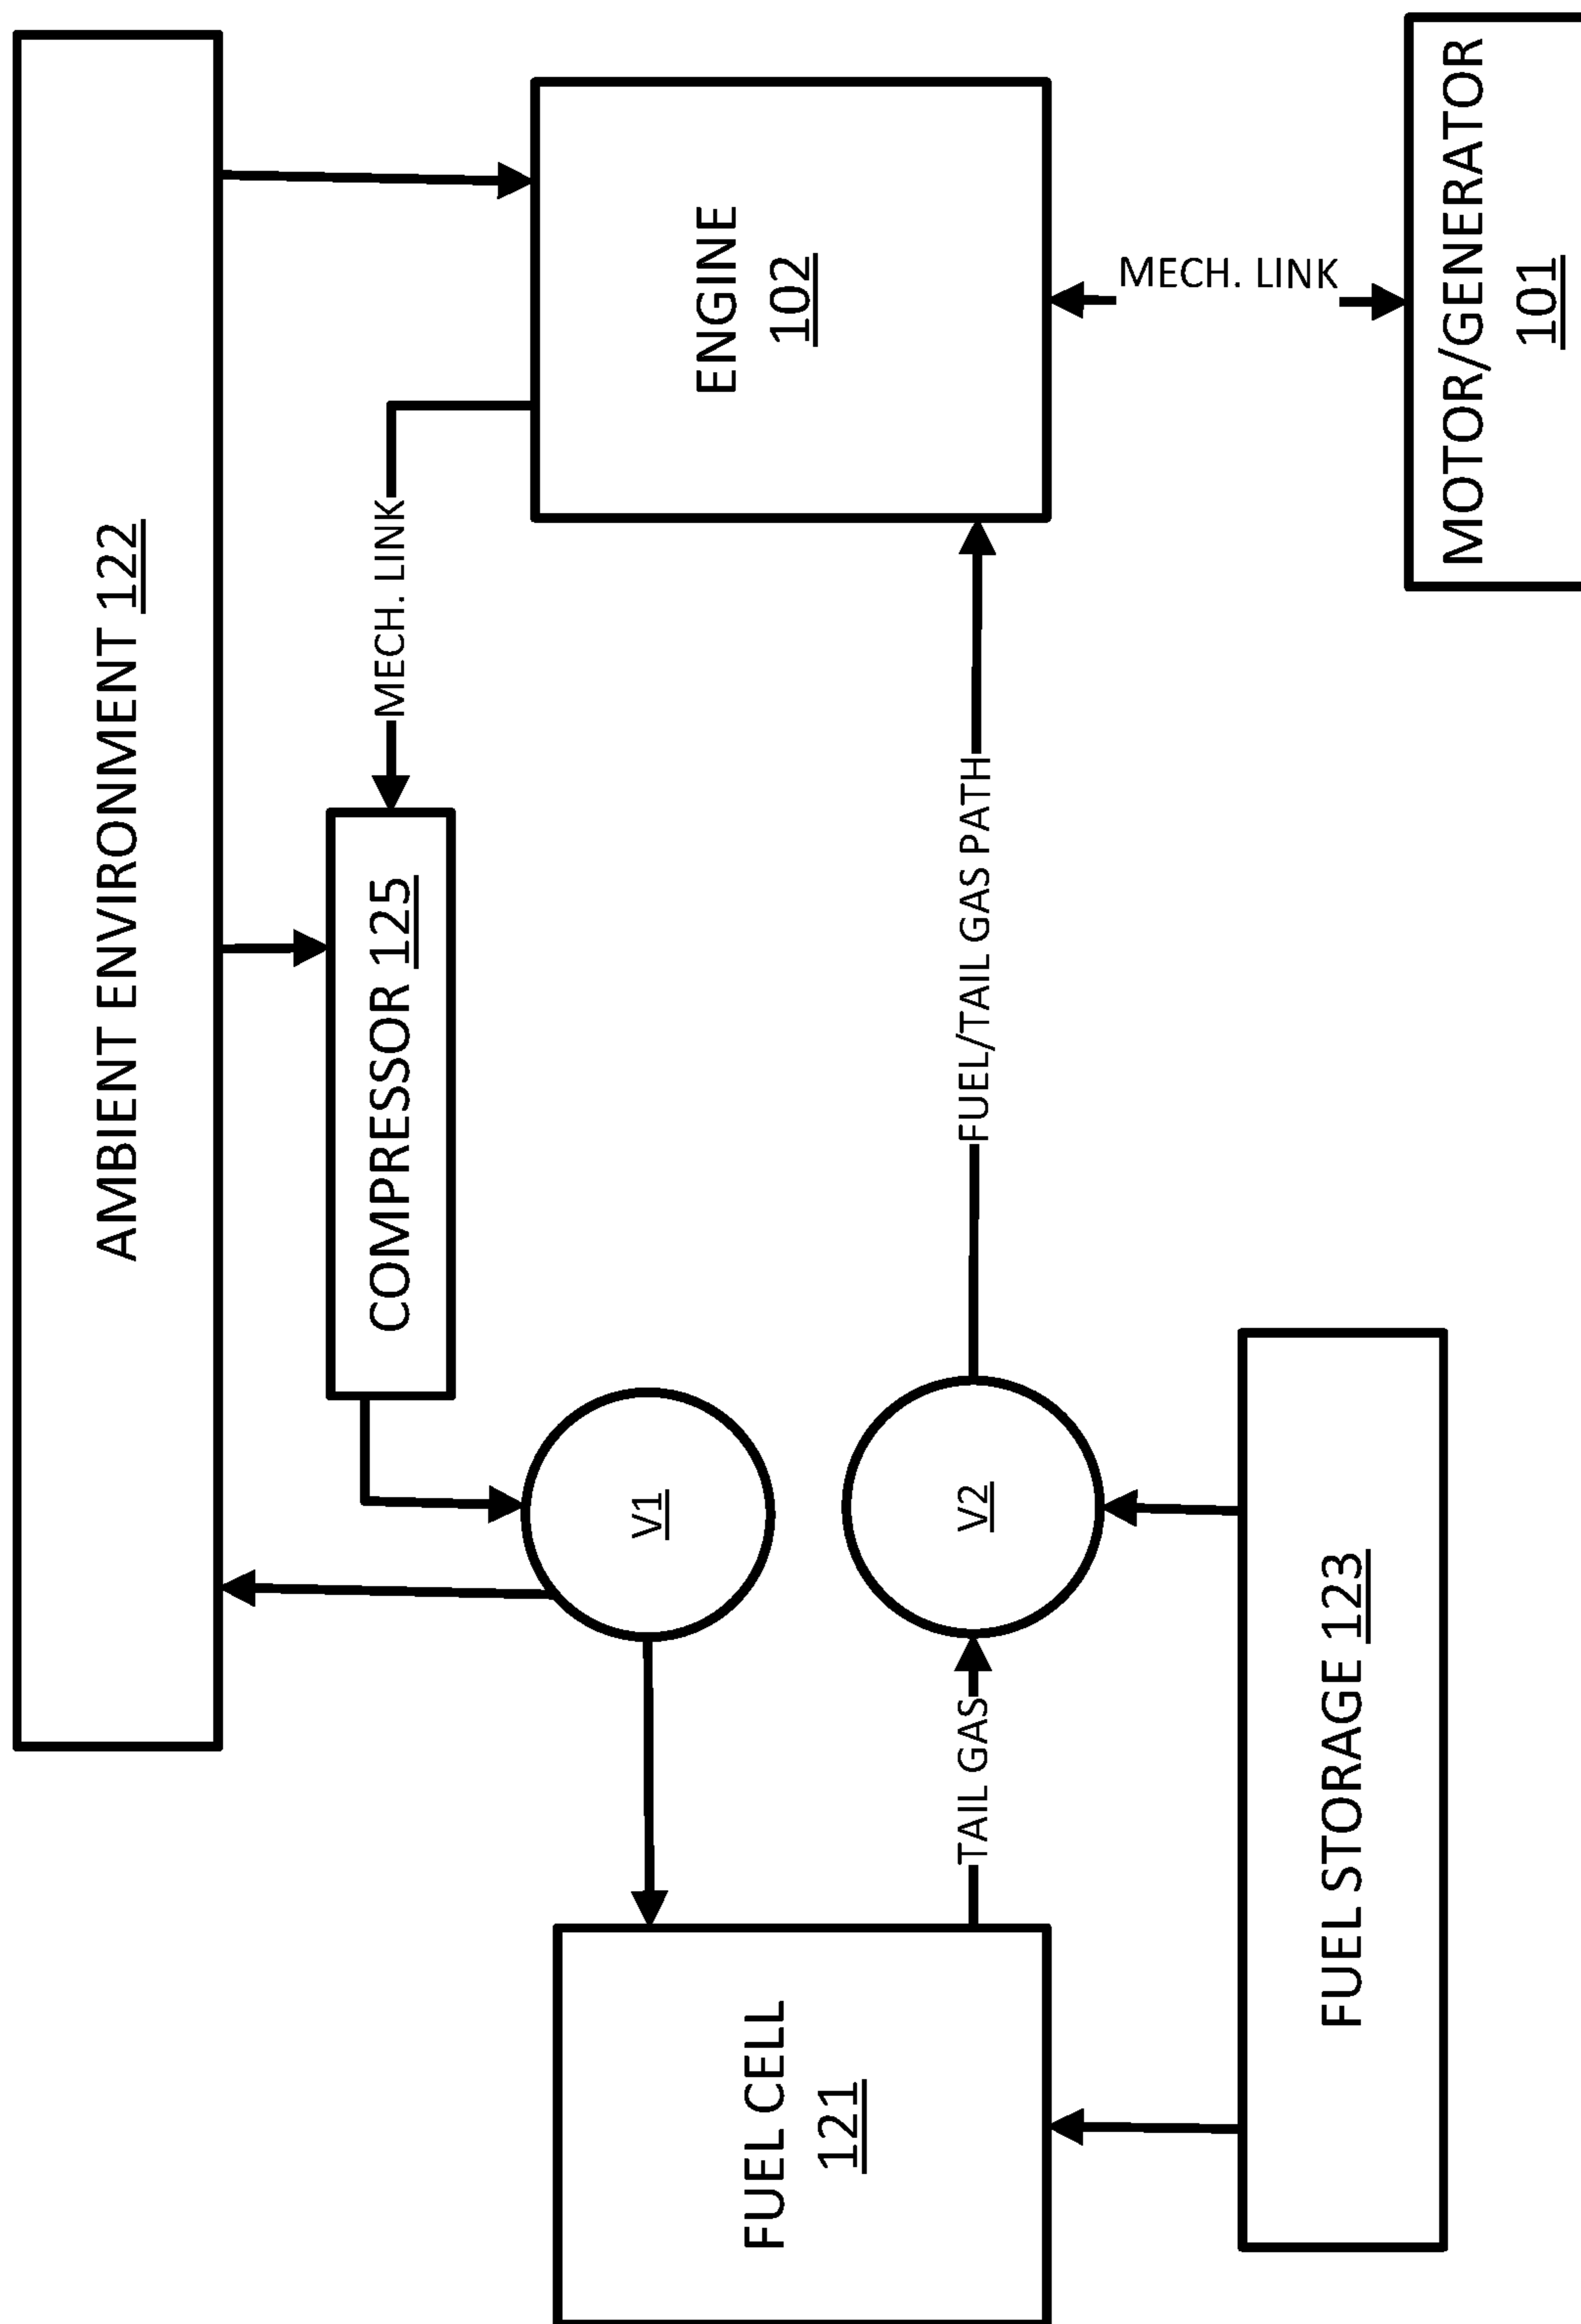 AMBIENT ENVIRONMENT 122
COMPRESSOR 125
MECH. LINK
FUEL CELL
121
V1
ENGINE
102
TAIL GAS
V2
FUEL/TAIL GAS PATH
MECH. LINK
FUEL STORAGE 123
MOTOR/GENERATOR
101